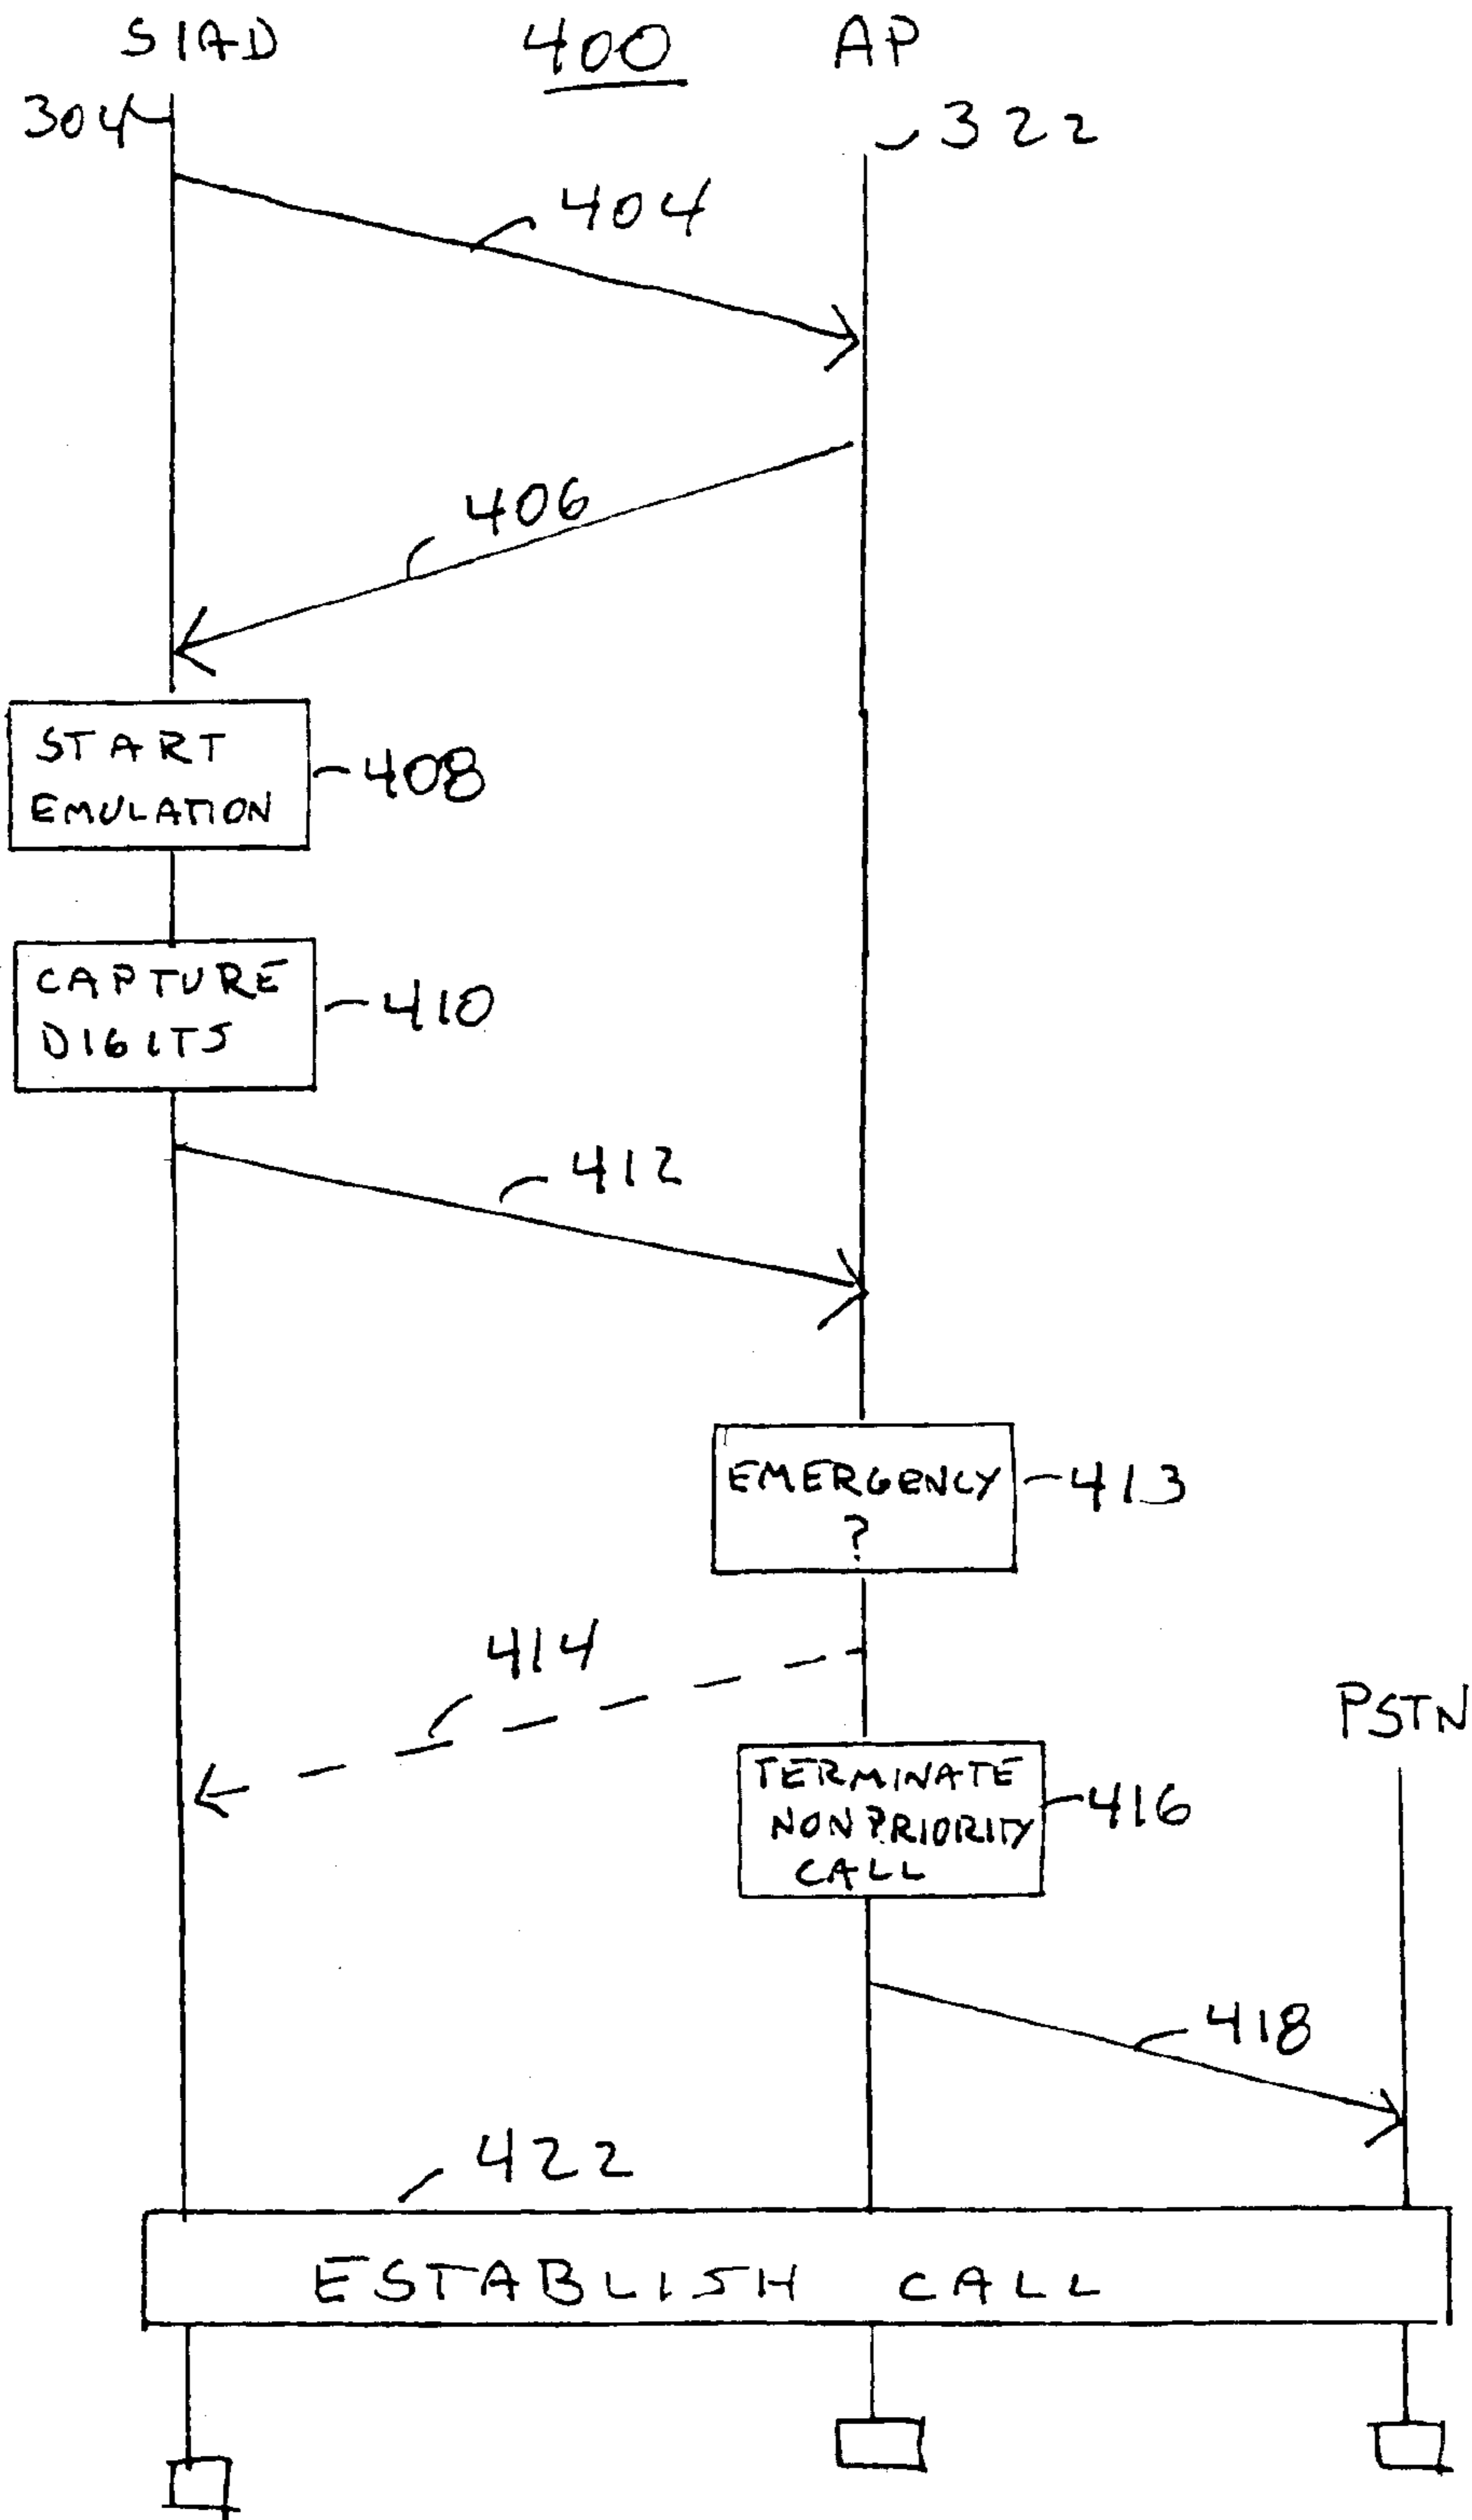 SIAD 400 AP
304 322
404
406
START
EMULATION
408
CAPTURE
DIGITS
410
412
EMERGENCY
?
413
414
PSTN
TERMINATE
NONPRIORITY
CALL
416
418
422
ESTABLISH CALL